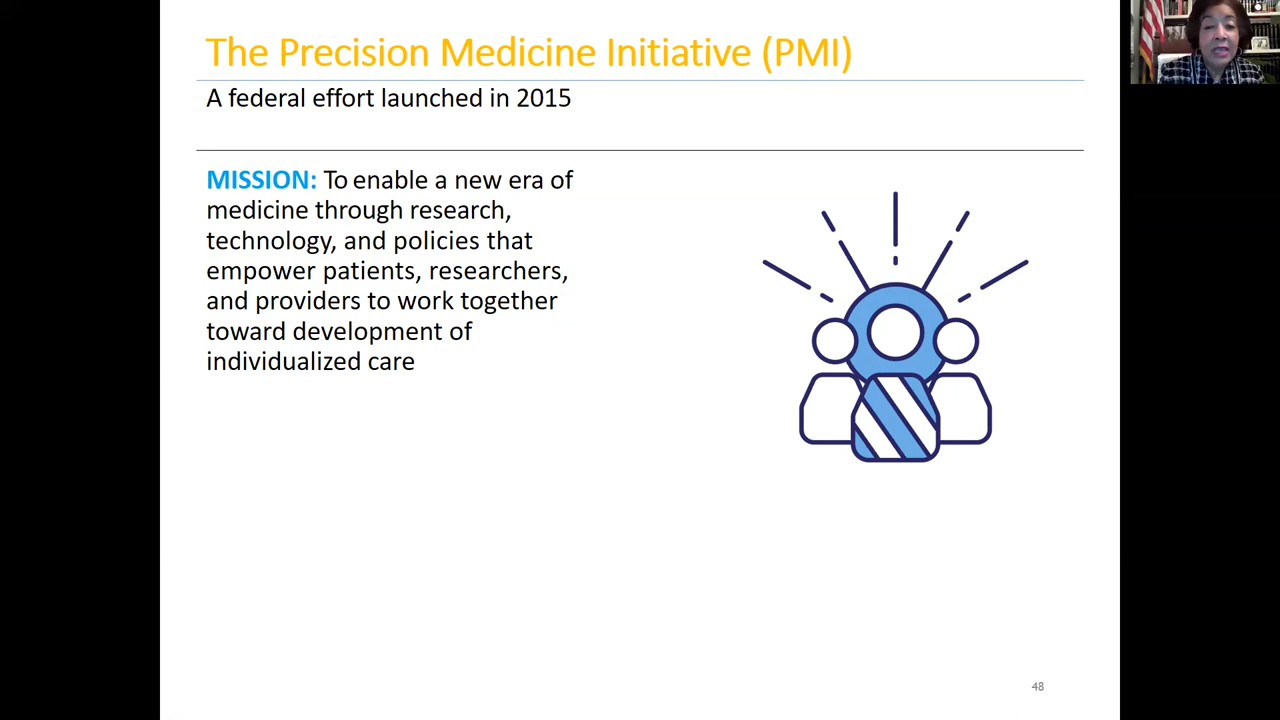 The Precision Medicine Initiative (PMI)
A federal effort launched in 2015
MISSION: To enable a new era of
medicine through research,
technology, and policies that
empower patients, researchers,
and providers to work together
toward development of
individualized care
48